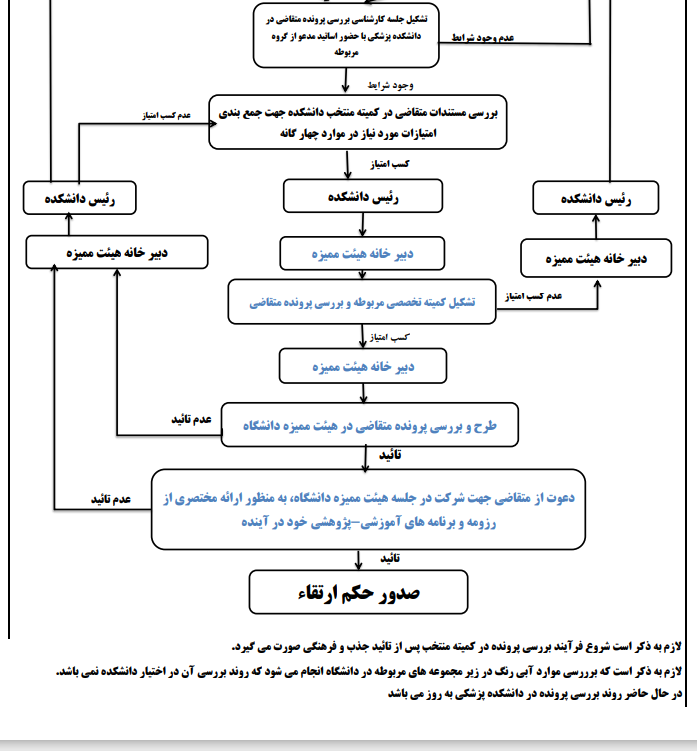 تشکیل جلسه کارشناسی بررسی پرونده متقاضی در
دانشکده پزشکی با حضور اساتید مدعو از گروه
مربوطه
عدم وجود شرایط
وجود شرایط
بررسی مستندات متقاضی در کمیته منتخب دانشکده جهت جمع بندی
امتیازات مورد نیاز در موارد چهار گانه
عدم کسب امتیاز
کسب امتیاز
رئیس دانشکده
رئیس دانشکده
رئیس دانشکده
دبیر خانه هیئت ممیزه
دبیر خانه هیئت ممیزه
دبیر خانه هیئت ممیزه
تشکیل کمیته تخصصی مربوطه و بررسی پرونده متقاضی
عدم کسب امتیاز
کسب امتیاز
دبیر خانه هیئت ممیزه
طرح و بررسی پرونده متقاضی در هیئت ممیزه دانشگاه
عدم تائید
تائید
دعوت از متقاضی جهت شرکت در جلسه هیئت ممیزه دانشگاه، به منظور ارائه مختصری از
رزومه و برنامه های آموزشی-پژوهشی خود در آینده
عدم تائید
تائید
صدور حکم ارتقاء
لازم به ذکر است شروع فرآیند بررسی پرونده در کمیته منتخب پس از تائید جذب و فرهنگی صورت می گیرد.
لازم به ذکر است که بررسی موارد آبی رنگ در زیر مجموعه های مربوطه در دانشگاه انجام می شود که روند بررسی آن در اختیار دانشکده نمی باشد.
در حال حاضر روند بررسی پرونده در دانشکده پزشکی به روز می باشد